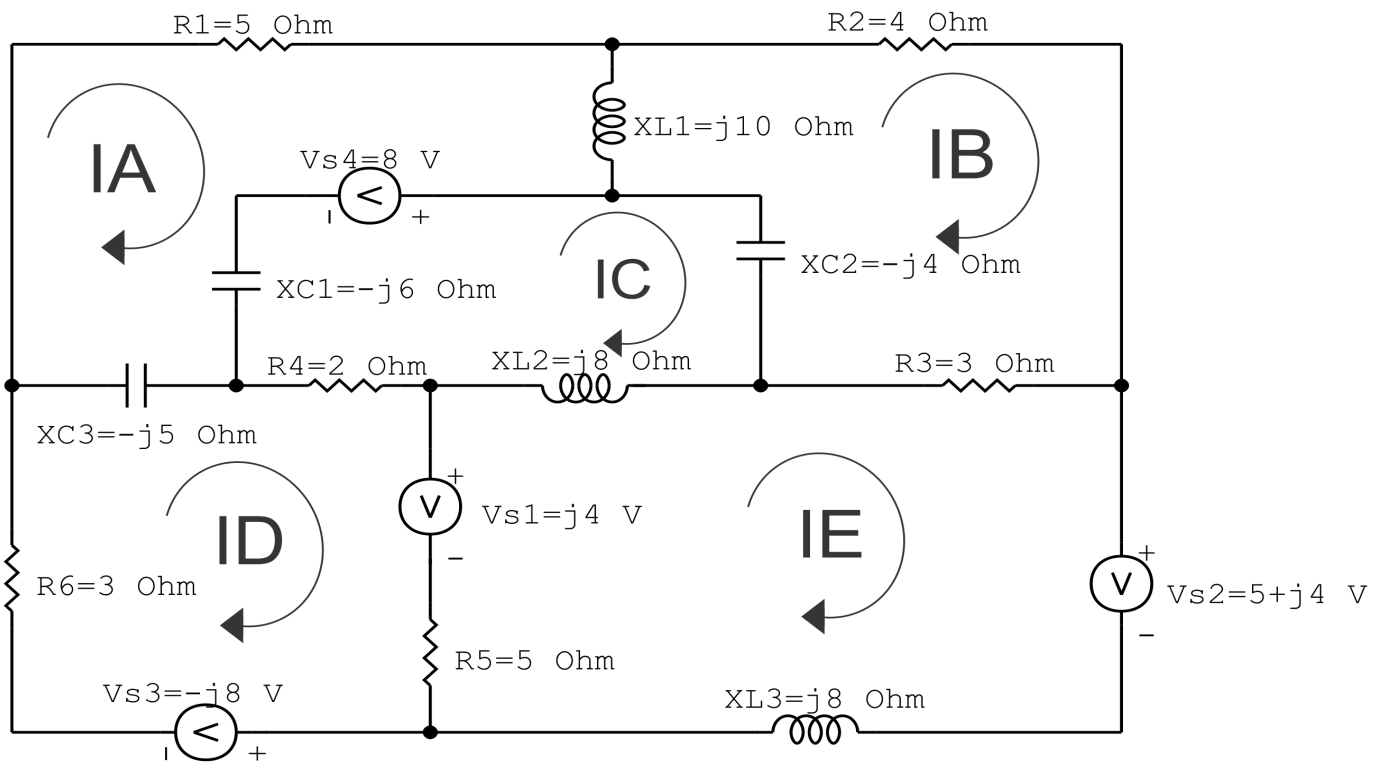 R1=5 Ohm
R2=4 Ohm
XL1=j10 Ohm
IA
IB
Vs4=8 V
<
- +
XC2=-j4 Ohm
IC
XC1=-j6 Ohm
R4=2 Ohm
XL2=j8 Ohm
R3=3 Ohm
XC3=-j5 Ohm
+
V
Vs1=j4 V
-
ID
IE
R6=3 Ohm
+
V
Vs2=5+j4 V
-
R5=5 Ohm
Vs3=-j8 V
<
- +
XL3=j8 Ohm